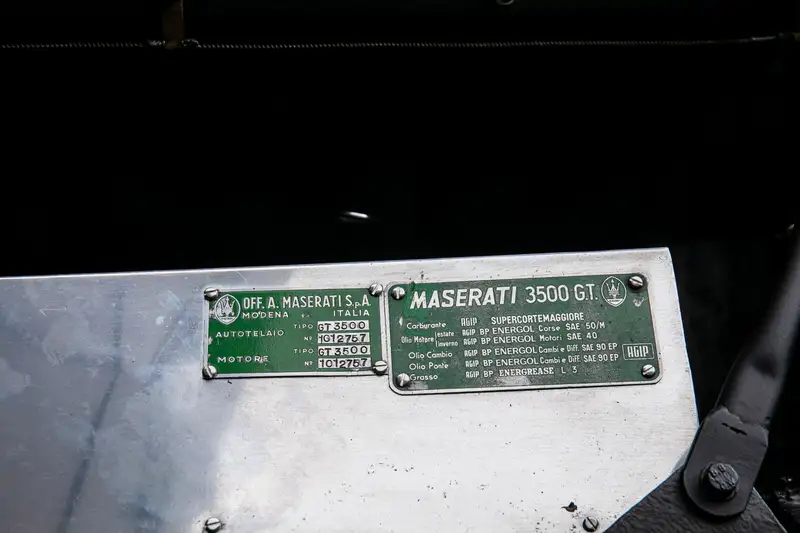 OFF. A. MASERATI S.p.A.
MODENA ITALIA
AUTOTELAIO TIPO GT 3500
Nº 1012757
MOTORE TIPO GT 3500
Nº 1012757
MASERATI 3500 G.T.
Carburante AGIP SUPERCORTEMAGGIORE
Olio Motore estate AGIP BP ENERGOL Corse SAE 50/M
inverno AGIP BP ENERGOL Motori SAE 40
Olio Cambio AGIP BP ENERGOL Cambi e Diff. SAE 90 EP
Olio Ponte AGIP BP ENERGOL Cambi e Diff. SAE 90 EP
Grasso AGIP BP ENERGREASE L 3
AGIP